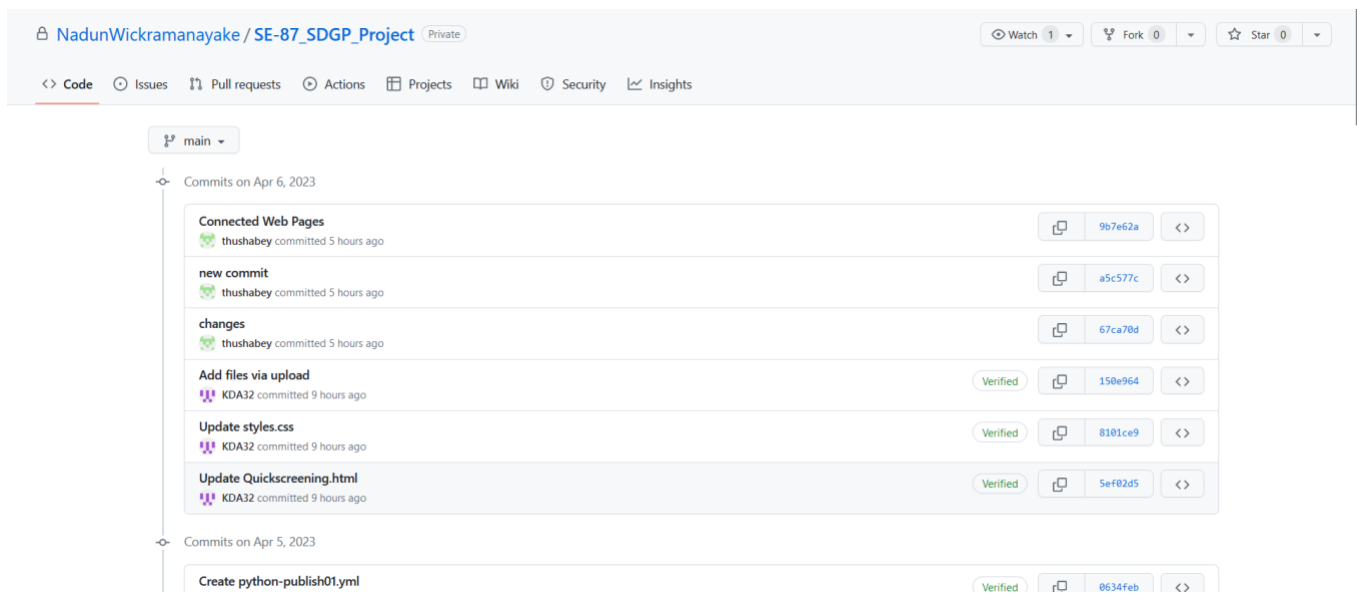 NadunWickramanayake / SE-87_SDGP_Project Private Watch 1 Fork 0 Star 0
Code Issues Pull requests Actions Projects Wiki Security Insights
main
Commits on Apr 6, 2023
Connected Web Pages
thushabey committed 5 hours ago
9b7e62a
new commit
thushabey committed 5 hours ago
a5c577c
changes
thushabey committed 5 hours ago
67ca70d
Add files via upload
KDA32 committed 9 hours ago
Verified 150e964
Update styles.css
KDA32 committed 9 hours ago
Verified 8101ce9
Update Quickscreening.html
KDA32 committed 9 hours ago
Verified 5ef02d5
Commits on Apr 5, 2023
Create python-publish01.yml
Verified 0634feb